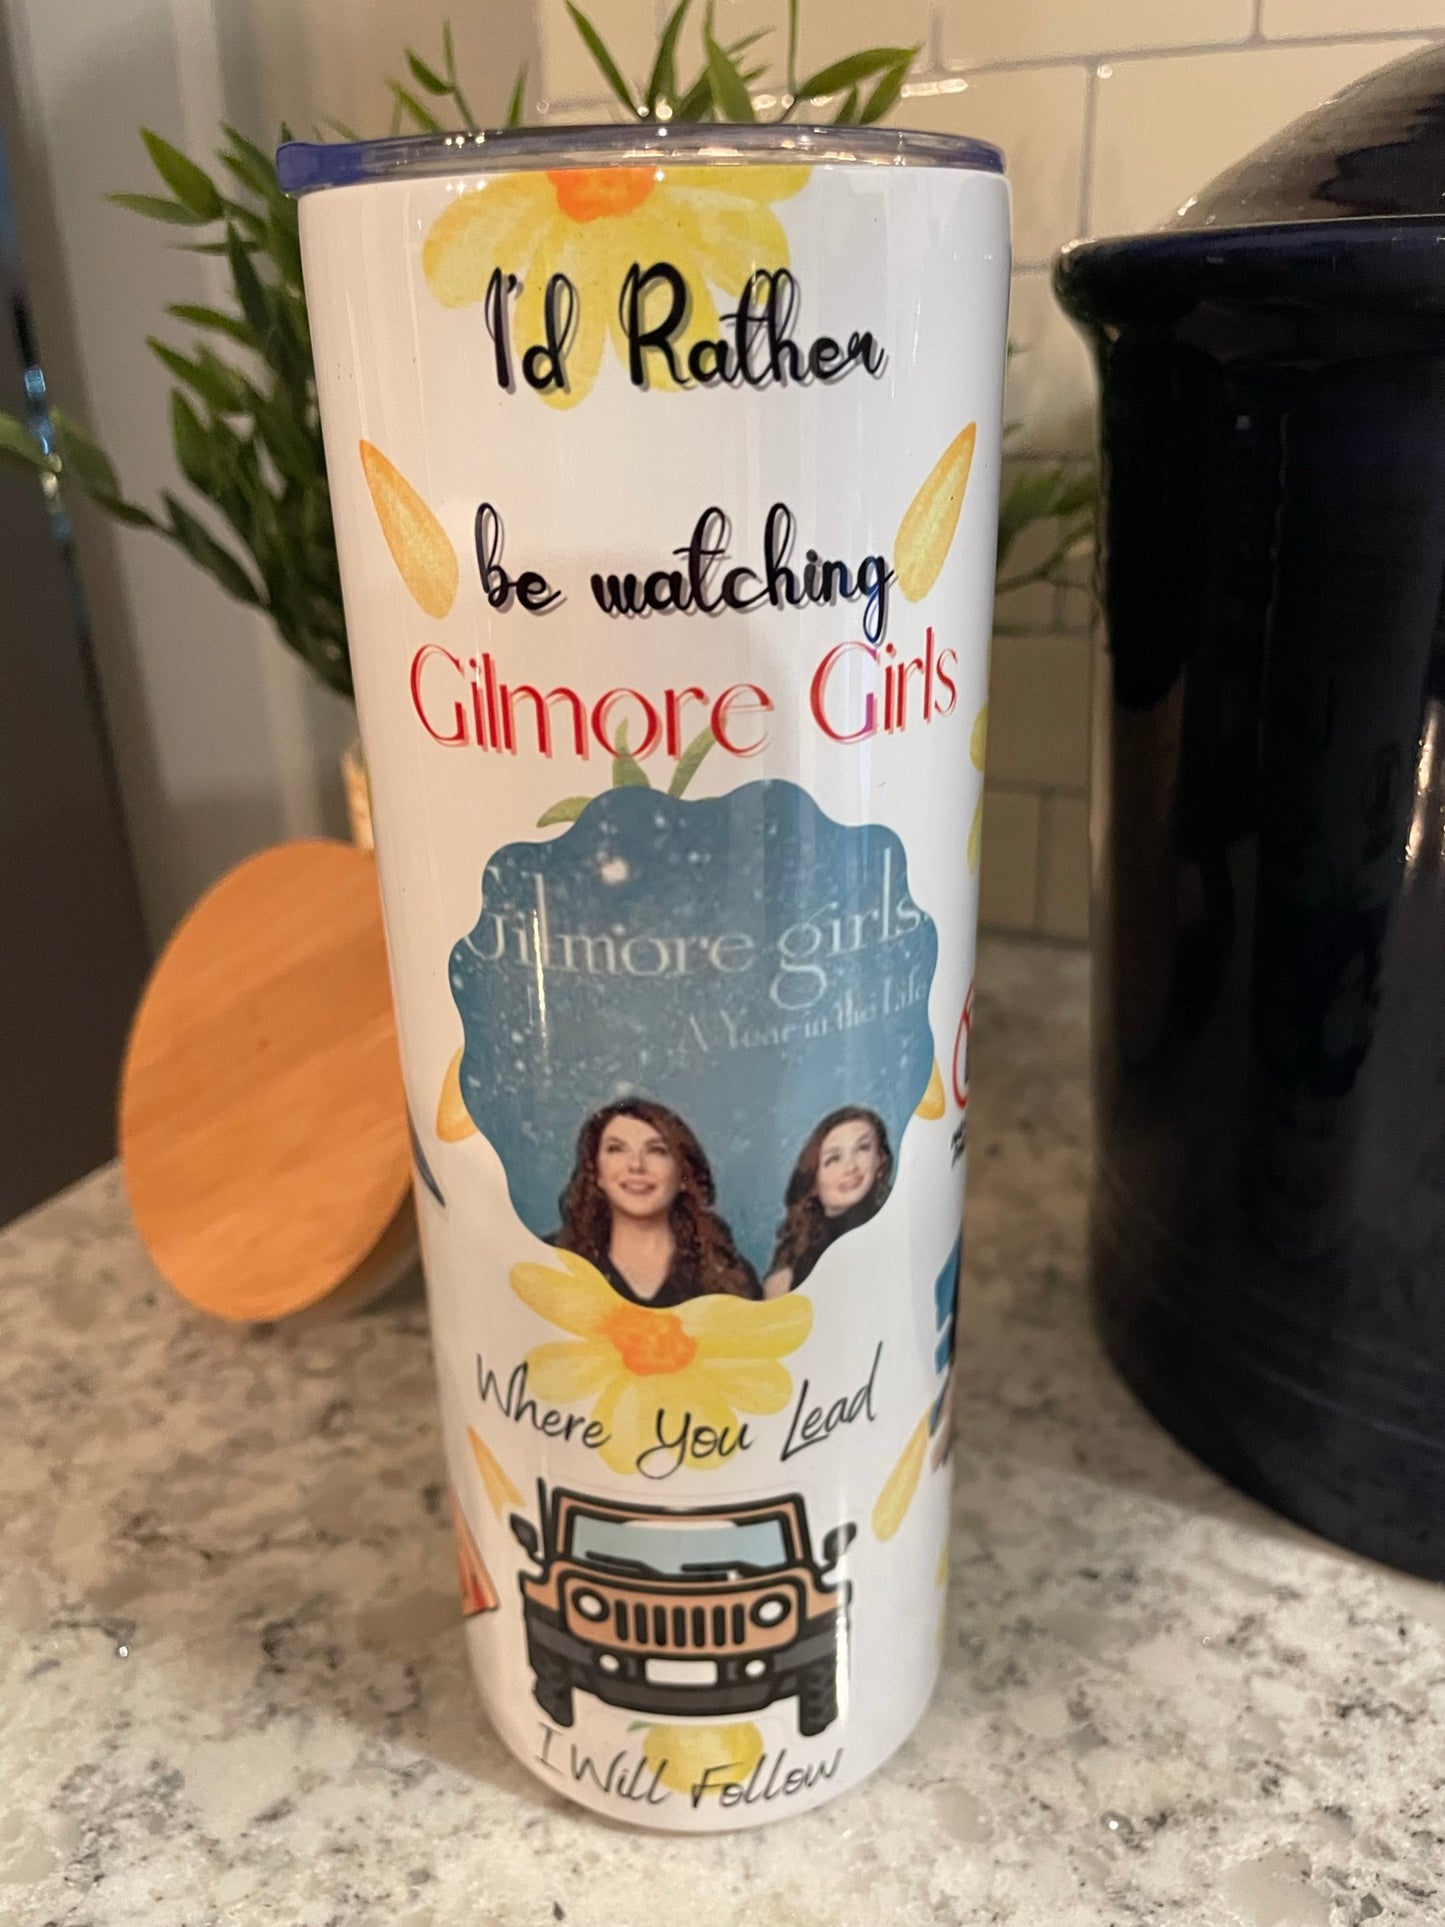 I'd Rather
be watching
Gilmore Girls
Gilmore girls
A Year in the Life
Where You Lead
I Will Follow